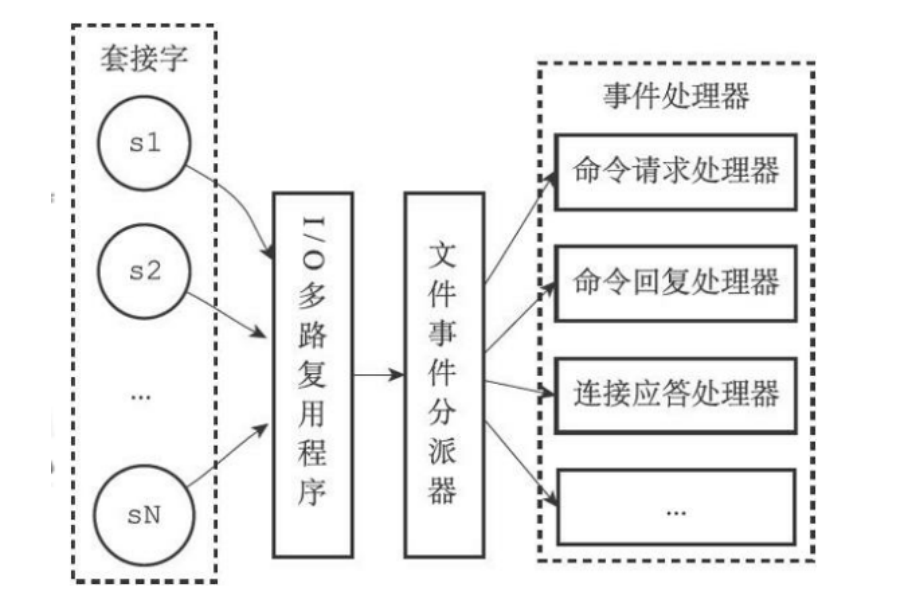 套接字
s1
s2
...
sN
I/O多路复用程序
文件事件分派器
事件处理器
命令请求处理器
命令回复处理器
连接应答处理器
...